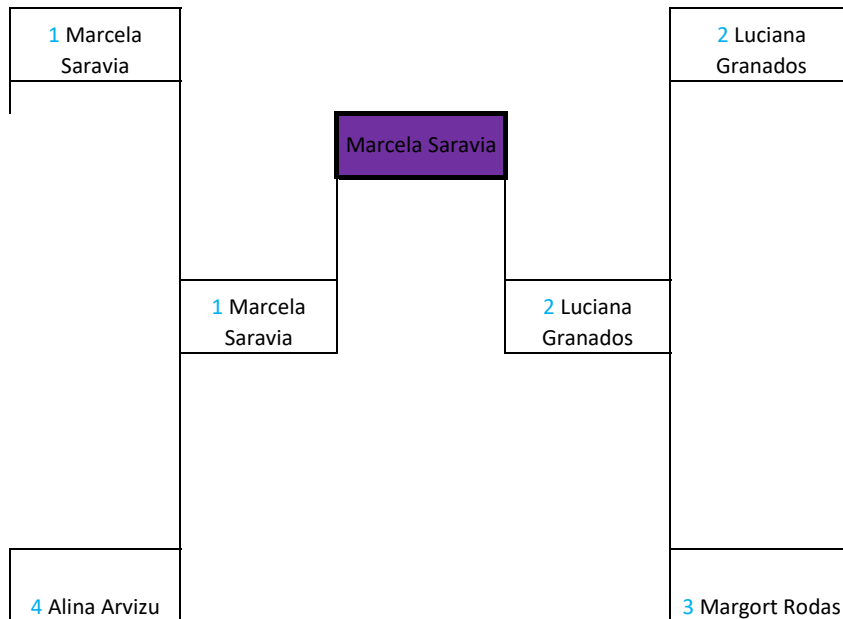 1 Marcela
Saravia
2 Luciana
Granados
Marcela Saravia
1 Marcela
Saravia
2 Luciana
Granados
4 Alina Arvizu
3 Margort Rodas